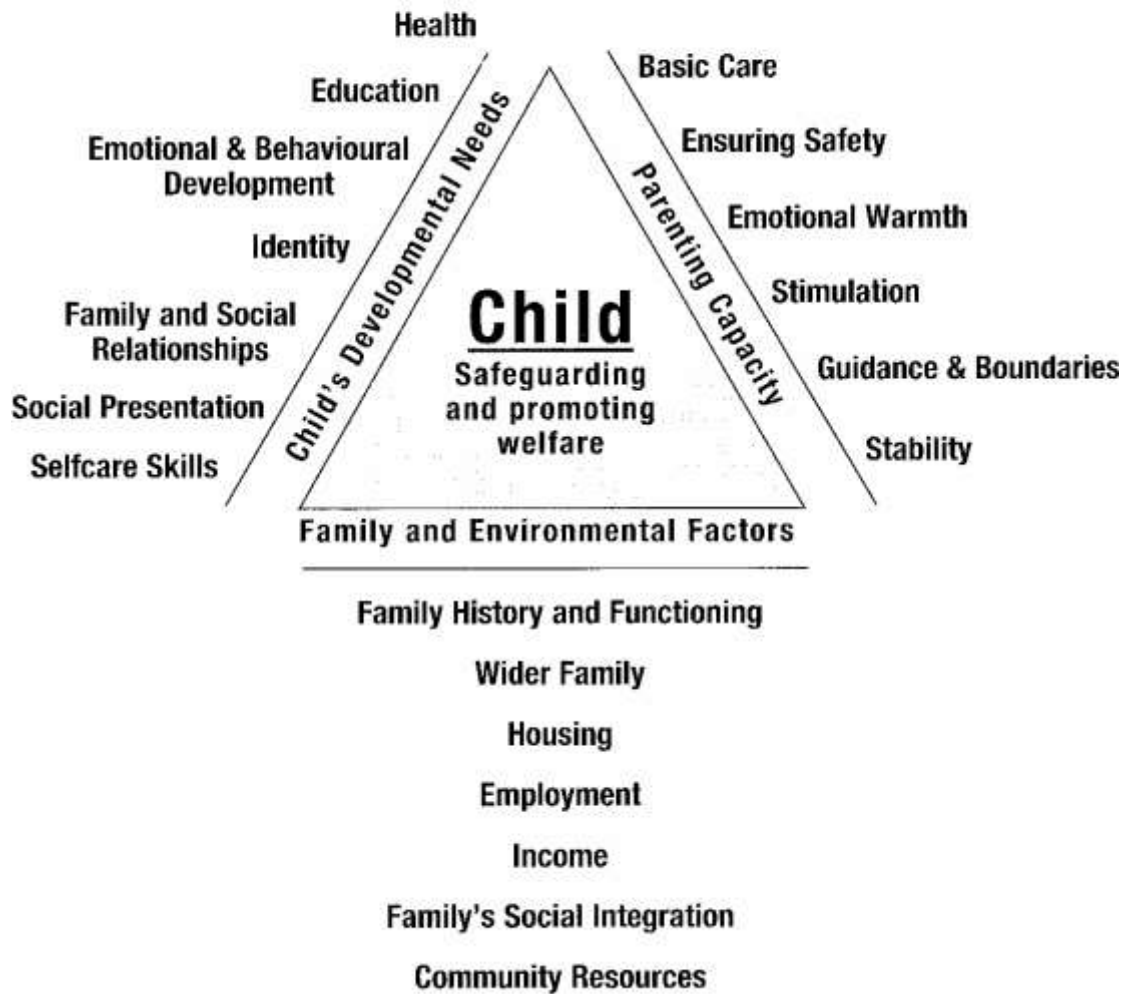 Health
Education
Emotional & Behavioural
Development
Identity
Family and Social
Relationships
Social Presentation
Selfcare Skills
Child's Developmental Needs
Child
Safeguarding
and promoting
welfare
Parenting Capacity
Basic Care
Ensuring Safety
Emotional Warmth
Stimulation
Guidance & Boundaries
Stability
Family and Environmental Factors
Family History and Functioning
Wider Family
Housing
Employment
Income
Family's Social Integration
Community Resources